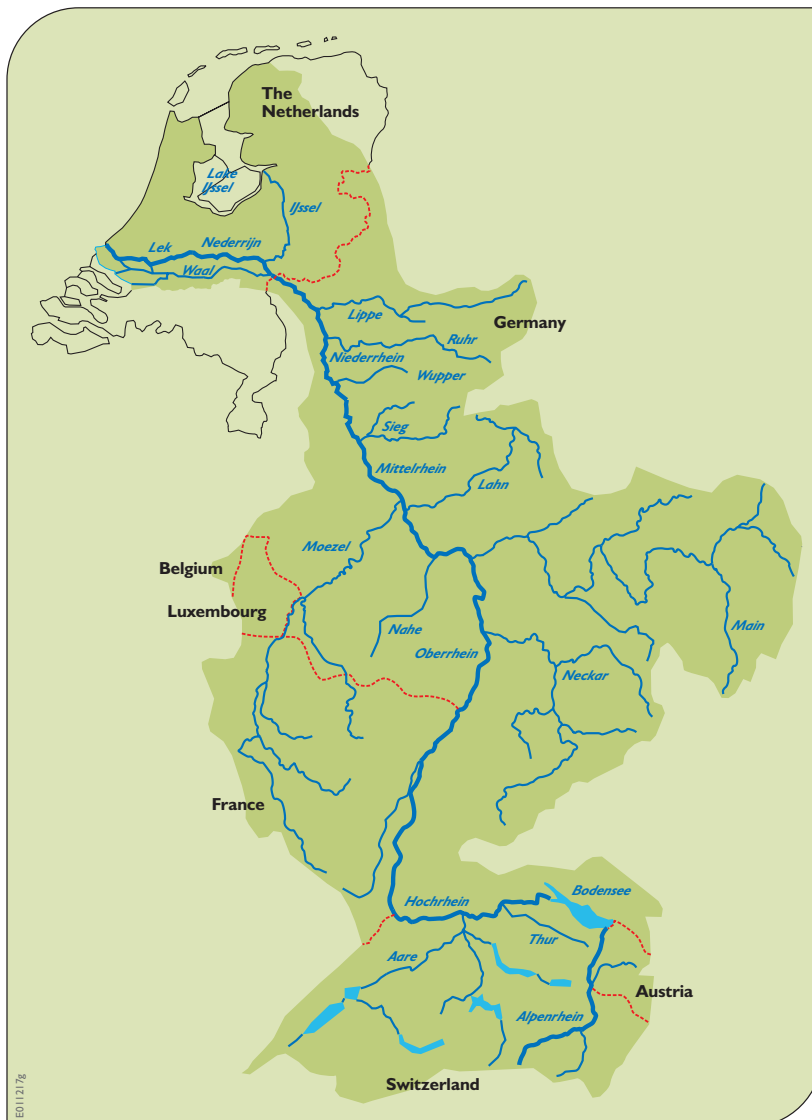 The
Netherlands
Lake
IJssel
IJssel
Lek
Nederrijn
Waal
Lippe
Germany
Ruhr
Niederrhein
Wupper
Sieg
Mittelrhein
Lahn
Moezel
Belgium
Luxembourg
Nahe
Main
Oberrhein
Neckar
France
Bodensee
Hochrhein
Thur
Aare
Austria
Alpenrhein
Switzerland
E011217g